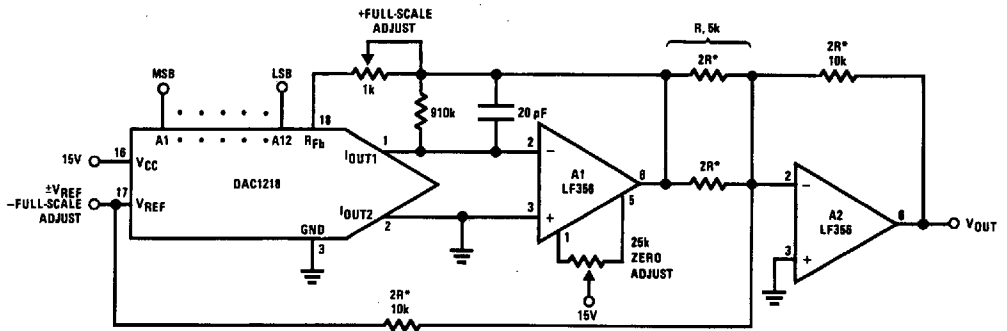 +FULL-SCALE
ADJUST
R, 5k
MSB
LSB
1k
2R*
2R*
10k
910k
20 pF
18
A1
A12
RFb
1
IOUT1
2
15V
16
VCC
DAC1218
A1
LF356
6
2R*
2
±VREF
17
VREF
–FULL-SCALE
ADJUST
IOUT2
2
3
5
A2
LF356
6
VOUT
GND
3
1
25k
ZERO
ADJUST
3
15V
2R*
10k
−
+
−
+